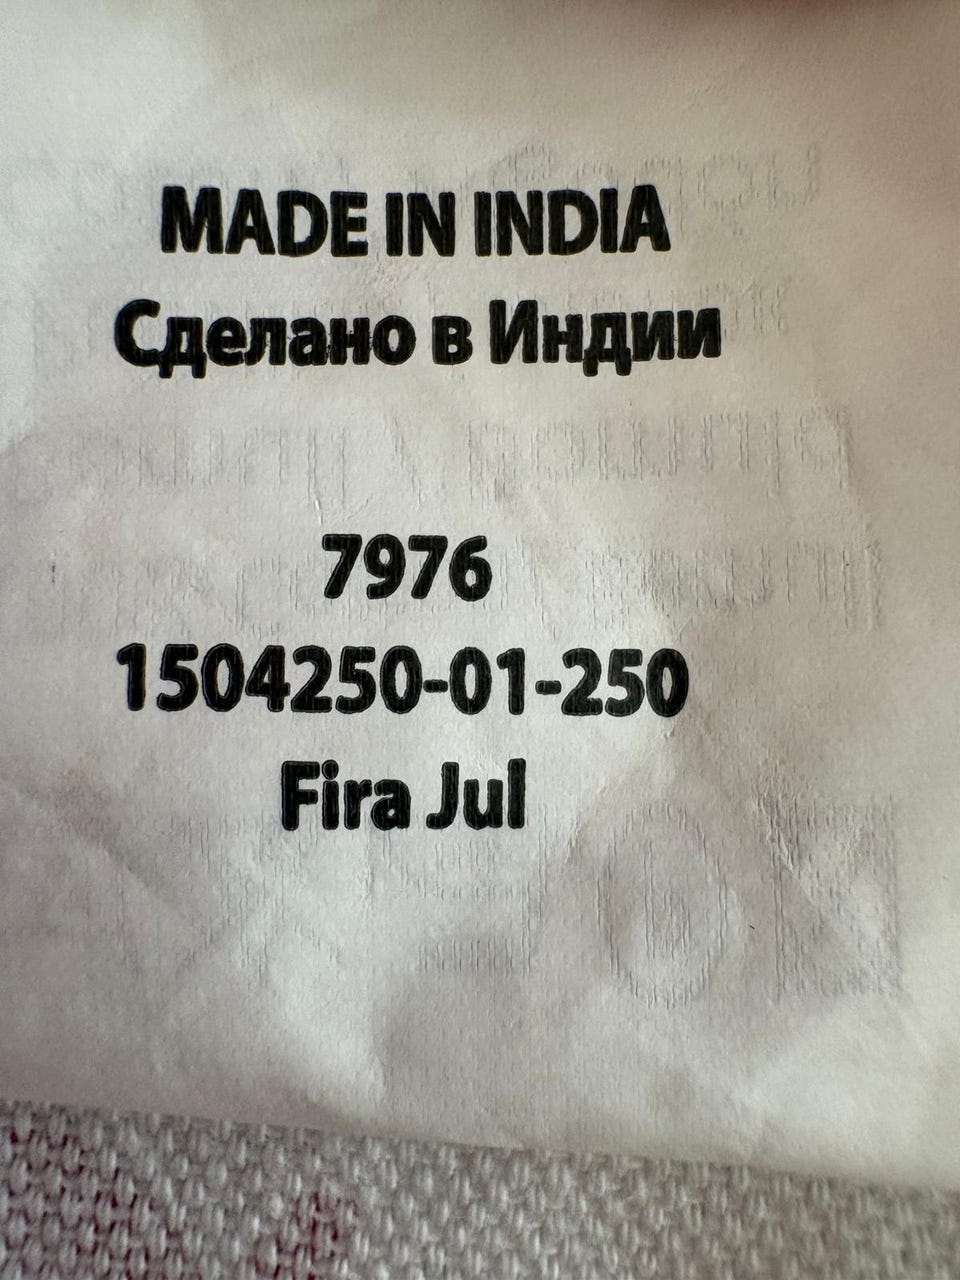 MADE IN INDIA
Сделано в Индии
7976
1504250-01-250
Fira Jul